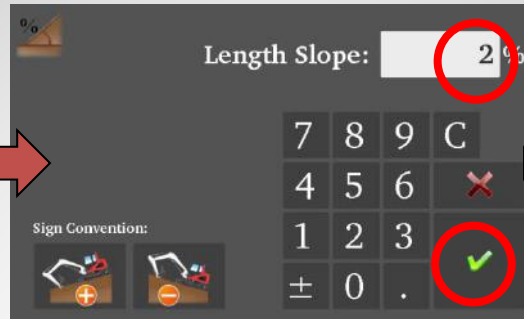 %
Length Slope: 2 %
7 8 9 C
4 5 6
Sign Convention:
1 2 3
± 0 .